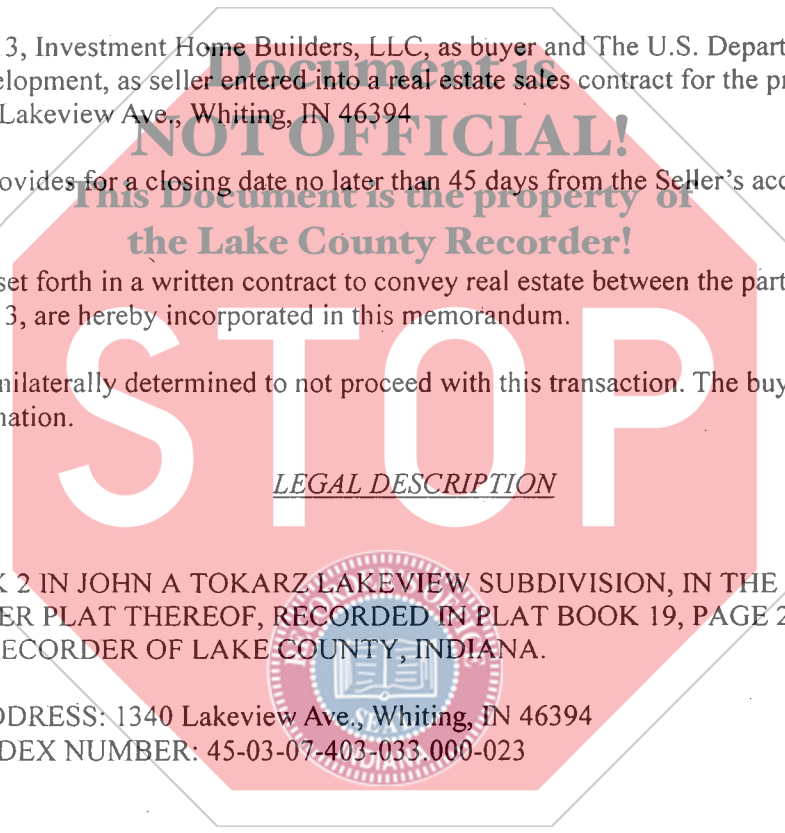 3, Investment Home Builders, LLC, as buyer and The U.S. Depart
Document is
elopment, as seller entered into a real estate sales contract for the pr
Lakeview Ave., Whiting, IN 46394
NOT OFFICIAL!
ovides for a closing date no later than 45 days from the Seller's acc
This Document is the property of
the Lake County Recorder!
set forth in a written contract to convey real estate between the part
3, are hereby incorporated in this memorandum.
nilaterally determined to not proceed with this transaction. The buy
nation.
STOP
LEGAL DESCRIPTION
K 2 IN JOHN A TOKARZ LAKEVIEW SUBDIVISION, IN THE
ER PLAT THEREOF, RECORDED IN PLAT BOOK 19, PAGE 2
ECORDER OF LAKE COUNTY, INDIANA.
SEAL
INDIANA
DDRESS: 1340 Lakeview Ave., Whiting, IN 46394
DEX NUMBER: 45-03-07-403-033.000-023